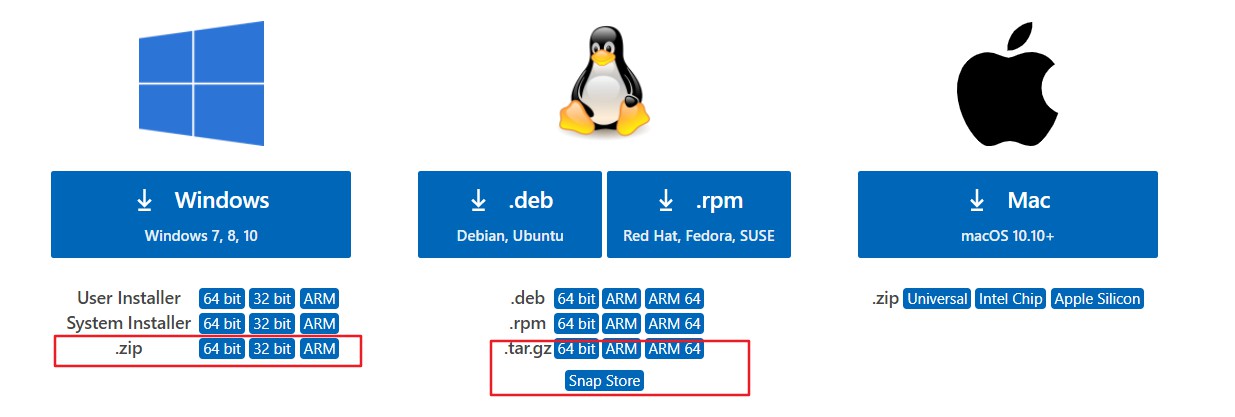 Windows
Windows 7, 8, 10
.deb
Debian, Ubuntu
.rpm
Red Hat, Fedora, SUSE
Mac
macOS 10.10+
User Installer 64 bit 32 bit ARM
System Installer 64 bit 32 bit ARM
.zip 64 bit 32 bit ARM
.deb 64 bit ARM ARM 64
.rpm 64 bit ARM ARM 64
.tar.gz 64 bit ARM ARM 64
Snap Store
.zip Universal Intel Chip Apple Silicon